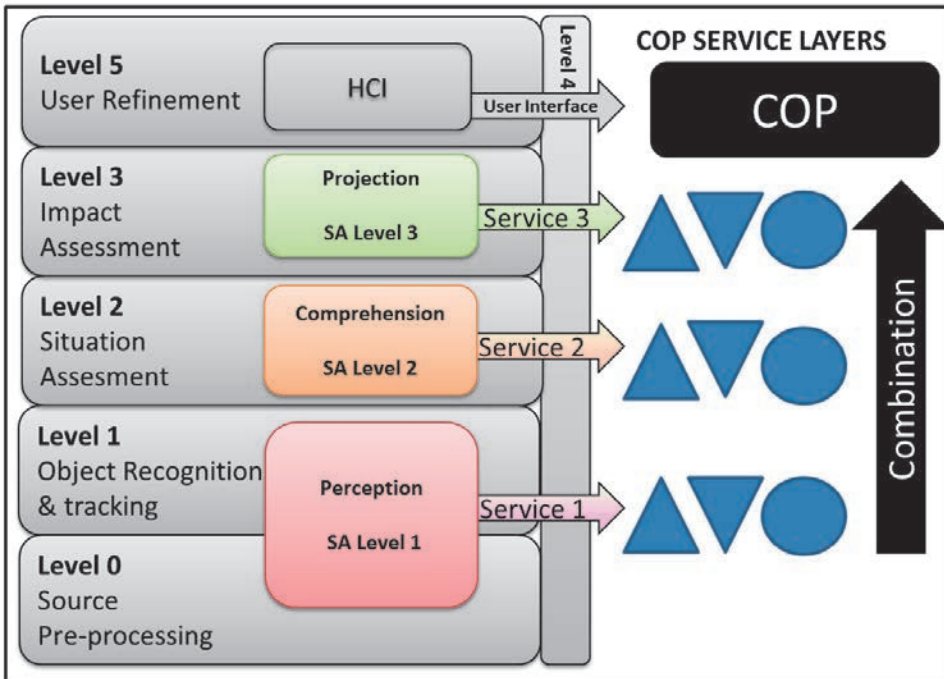 Level 5
User Refinement
HCI
User Interface
Level 4
COP SERVICE LAYERS
COP
Level 3
Impact
Assessment
Projection
SA Level 3
Service 3
Level 2
Situation
Assesment
Comprehension
SA Level 2
Service 2
Level 1
Object Recognition
& tracking
Perception
SA Level 1
Service 1
Level 0
Source
Pre-processing
Combination